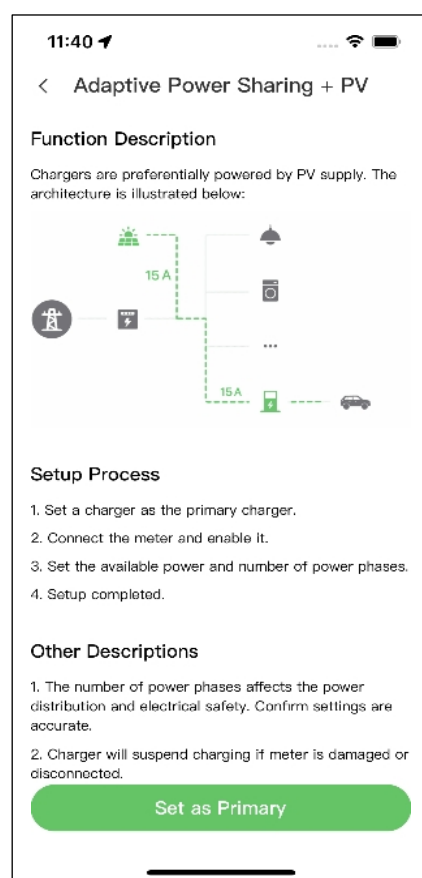 11:40
Adaptive Power Sharing + PV
Function Description
Chargers are preferentially powered by PV supply. The
architecture is illustrated below:
15 A
15 A
Setup Process
1. Set a charger as the primary charger.
2. Connect the meter and enable it.
3. Set the available power and number of power phases.
4. Setup completed.
Other Descriptions
1. The number of power phases affects the power
distribution and electrical safety. Confirm settings are
accurate.
2. Charger will suspend charging if meter is damaged or
disconnected.
Set as Primary